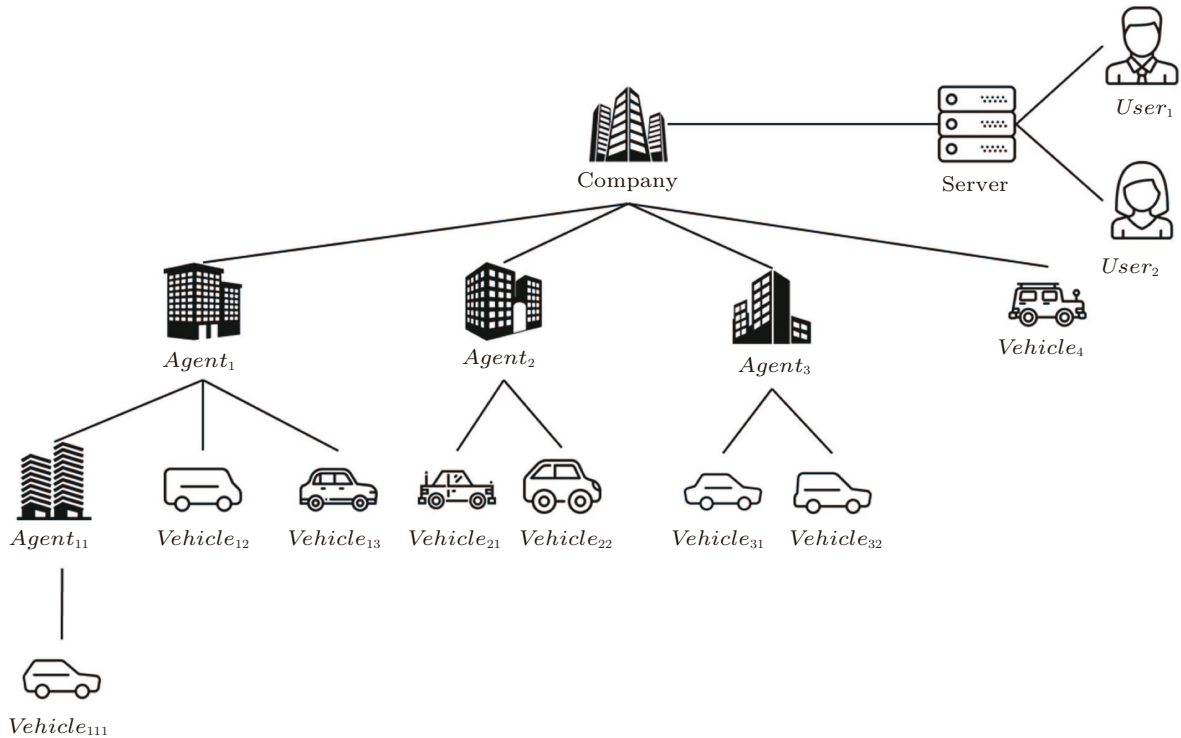 User₁
Company
Server
User₂
Agent₁
Agent₂
Agent₃
Vehicle₄
Agent₁₁
Vehicle₁₂
Vehicle₁₃
Vehicle₂₁
Vehicle₂₂
Vehicle₃₁
Vehicle₃₂
Vehicle₁₁₁